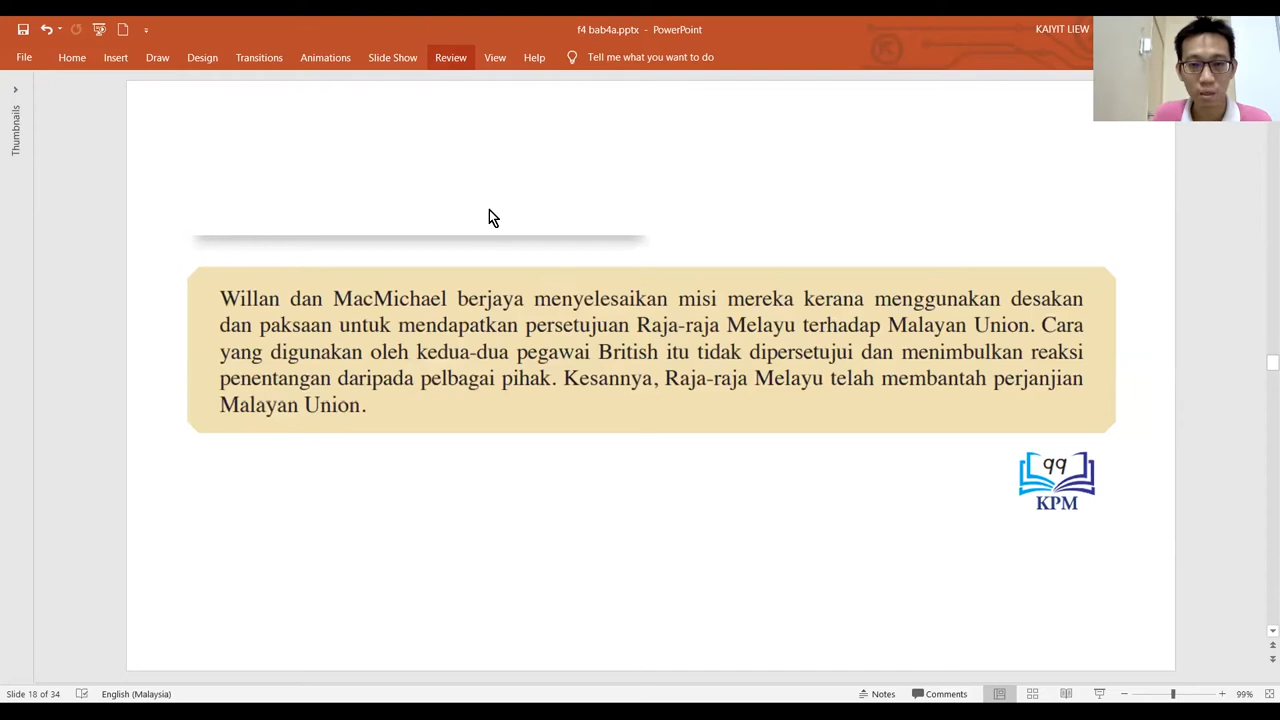 f4 bab4a.pptx - PowerPoint
KAIYIT LIEW
File Home Insert Draw Design Transitions Animations Slide Show Review View Help Tell me what you want to do
Thumbnails
Willan dan MacMichael berjaya menyelesaikan misi mereka kerana menggunakan desakan
dan paksaan untuk mendapatkan persetujuan Raja-raja Melayu terhadap Malayan Union. Cara
yang digunakan oleh kedua-dua pegawai British itu tidak dipersetujui dan menimbulkan reaksi
penentangan daripada pelbagai pihak. Kesannya, Raja-raja Melayu telah membantah perjanjian
Malayan Union.
99
KPM
Slide 18 of 34 English (Malaysia) Notes Comments 99%